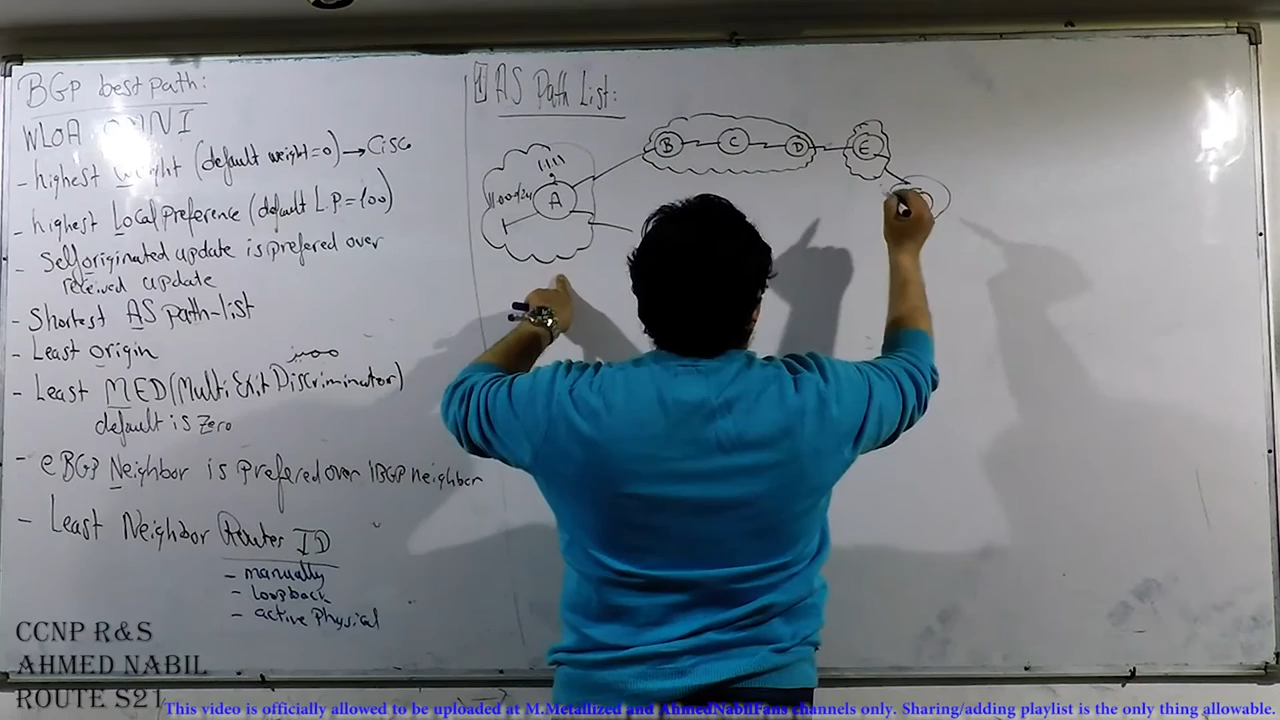 BGP best path:
WLOA OMNI
- highest Weight (default weight=0) → Cisco
- highest Local preference (default L.P=100)
- Self originated update is prefered over
received update
- Shortest AS path-list
- Least origin
- Least MED (Multi Exit Discriminator)
default is Zero
- eBGP Neighbor is prefered over iBGP neighbor
- Least Neighbor Router ID
- manually
- loopback
- active Physical
1 AS Path List:
A
B
C
D
E
CCNP R&S
AHMED NABIL
ROUTE S21
This video is officially allowed to be uploaded at M.Metallized and AhmedNabilFans channels only. Sharing/adding playlist is the only thing allowable.